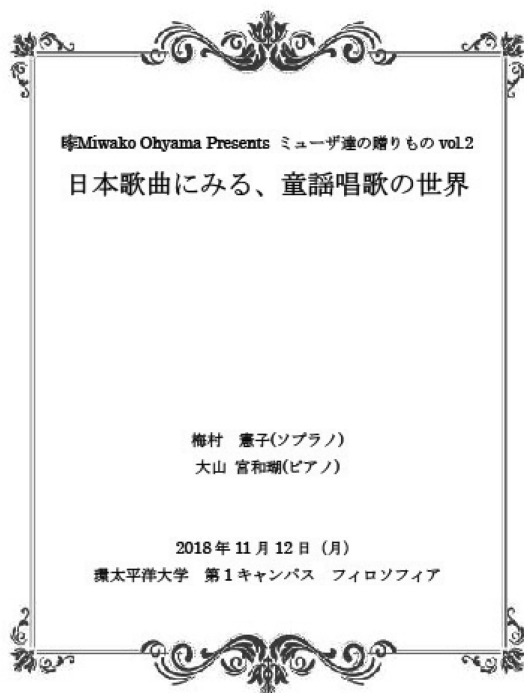 Miwako Ohyama Presents ミューザ達の贈りもの vol.2
日本歌曲にみる、童謡唱歌の世界
梅村　憲子(ソプラノ)
大山 宮和瑚(ピアノ)
2018 年 11 月 12 日（月）
環太平洋大学　第 1 キャンパス　フィロソフィア